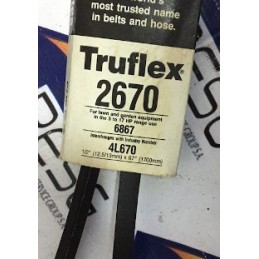 most trusted name
in belts and hose.
Truflex®
2670
For lawn and garden equipment
in the 3 to 17 HP range use
6867
Interchanges with Industry Number
4L670
1/2" (12.5/13mm) x 67" (1700mm)